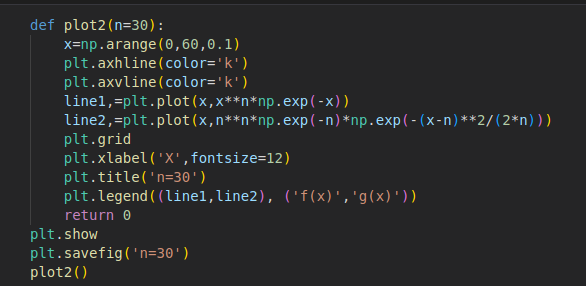 def plot2(n=30):
    x=np.arange(0,60,0.1)
    plt.axhline(color='k')
    plt.axvline(color='k')
    line1,=plt.plot(x,x**n*np.exp(-x))
    line2,=plt.plot(x,n**n*np.exp(-n)*np.exp(-(x-n)**2/(2*n)))
    plt.grid
    plt.xlabel('X',fontsize=12)
    plt.title('n=30')
    plt.legend((line1,line2), ('f(x)','g(x)'))
    return 0
plt.show
plt.savefig('n=30')
plot2()